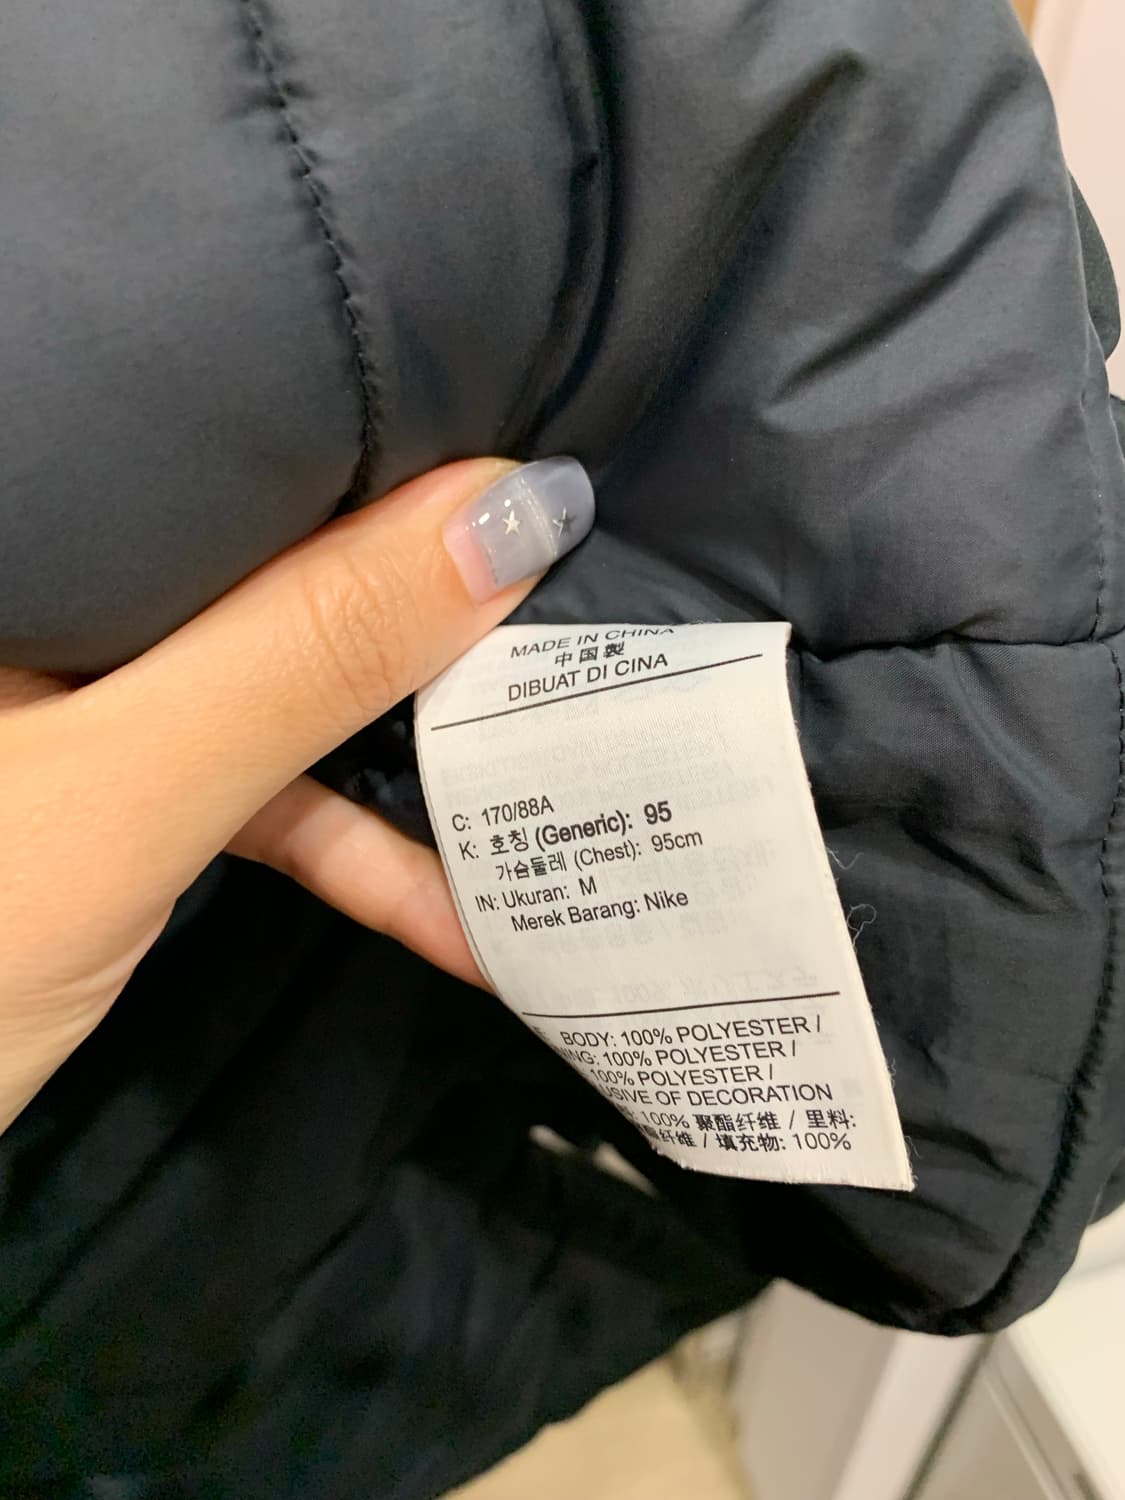 MADE IN CHINA
中国製
DIBUAT DI CINA
C: 170/88A
K: 호칭 (Generic): 95
가슴둘레 (Chest): 95cm
IN: Ukuran: M
Merek Barang: Nike
BODY: 100% POLYESTER /
100% POLYESTER /
100% POLYESTER /
OF DECORATION
100% 聚酯纤维 / 里料:
/ 填充物: 100%